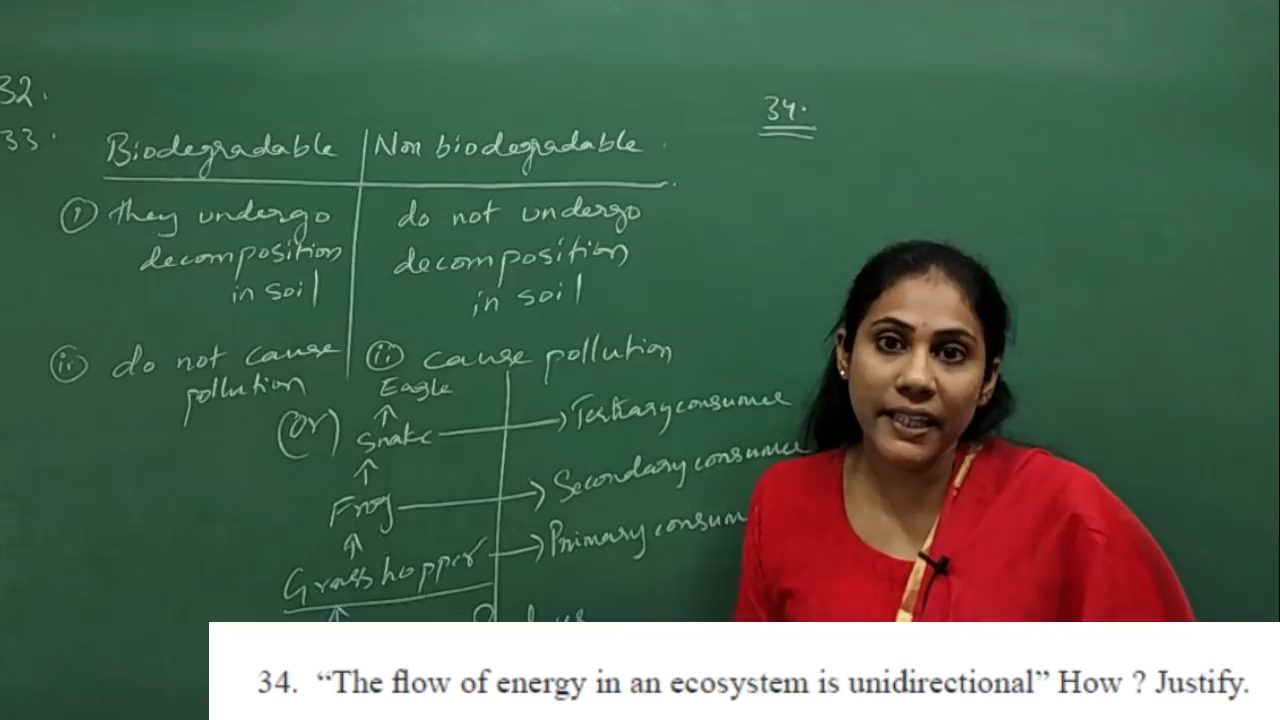 32.
33.
Biodegradable Non biodegradable
(i) they undergo do not undergo
decomposition decomposition
in soil in soil
(ii) do not cause (ii) cause pollution
pollution
Eagle
(Or)
Snake → Tertiary consumer
Frog → Secondary consumer
Grasshopper → Primary consum
34.
34. “The flow of energy in an ecosystem is unidirectional” How ? Justify.